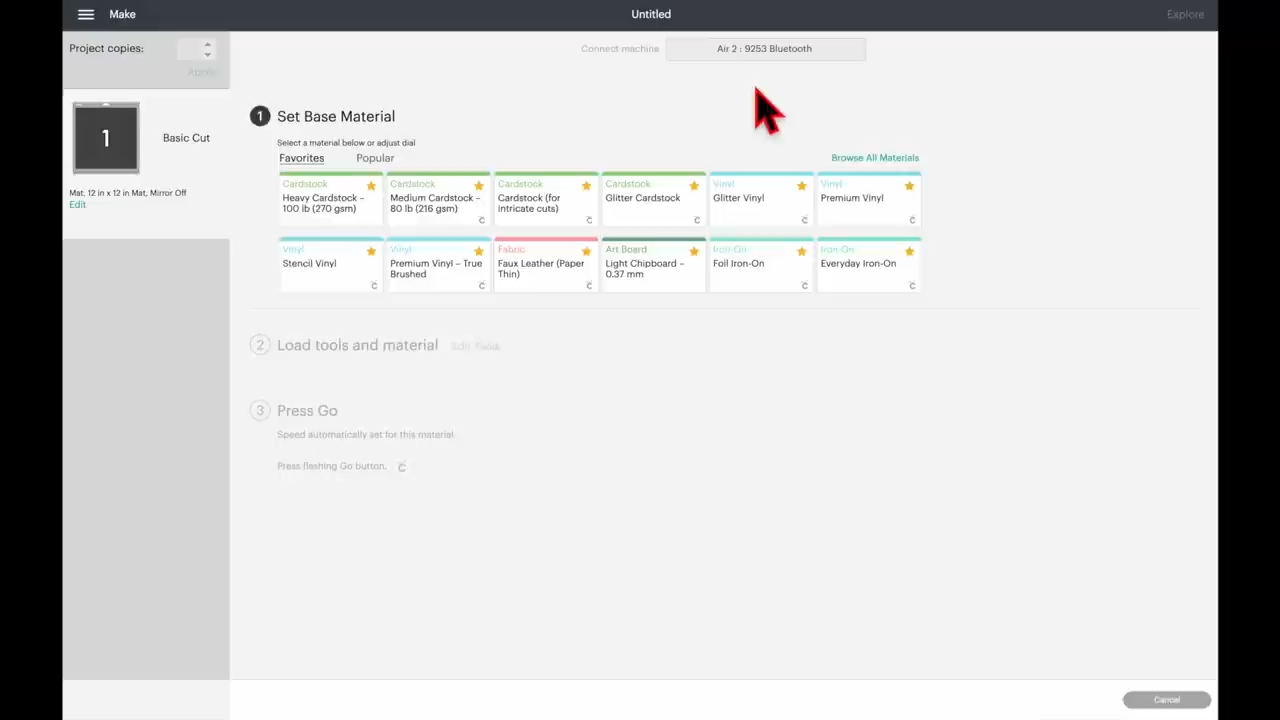 Make
Untitled
Explore
Project copies:
Apply
Connect machine
Air 2 : 9253 Bluetooth
1
Basic Cut
Mat, 12 in x 12 in Mat, Mirror Off
Edit
1 Set Base Material
Select a material below or adjust dial
Favorites
Popular
Browse All Materials
Cardstock
Heavy Cardstock –
100 lb (270 gsm)
Cardstock
Medium Cardstock –
80 lb (216 gsm)
Cardstock
Cardstock (for
intricate cuts)
Cardstock
Glitter Cardstock
Vinyl
Glitter Vinyl
Vinyl
Premium Vinyl
Vinyl
Stencil Vinyl
Vinyl
Premium Vinyl – True
Brushed
Fabric
Faux Leather (Paper
Thin)
Art Board
Light Chipboard –
0.37 mm
Iron-On
Foil Iron-On
Iron-On
Everyday Iron-On
2 Load tools and material
Edit Tools
3 Press Go
Speed automatically set for this material.
Press flashing Go button.
Cancel